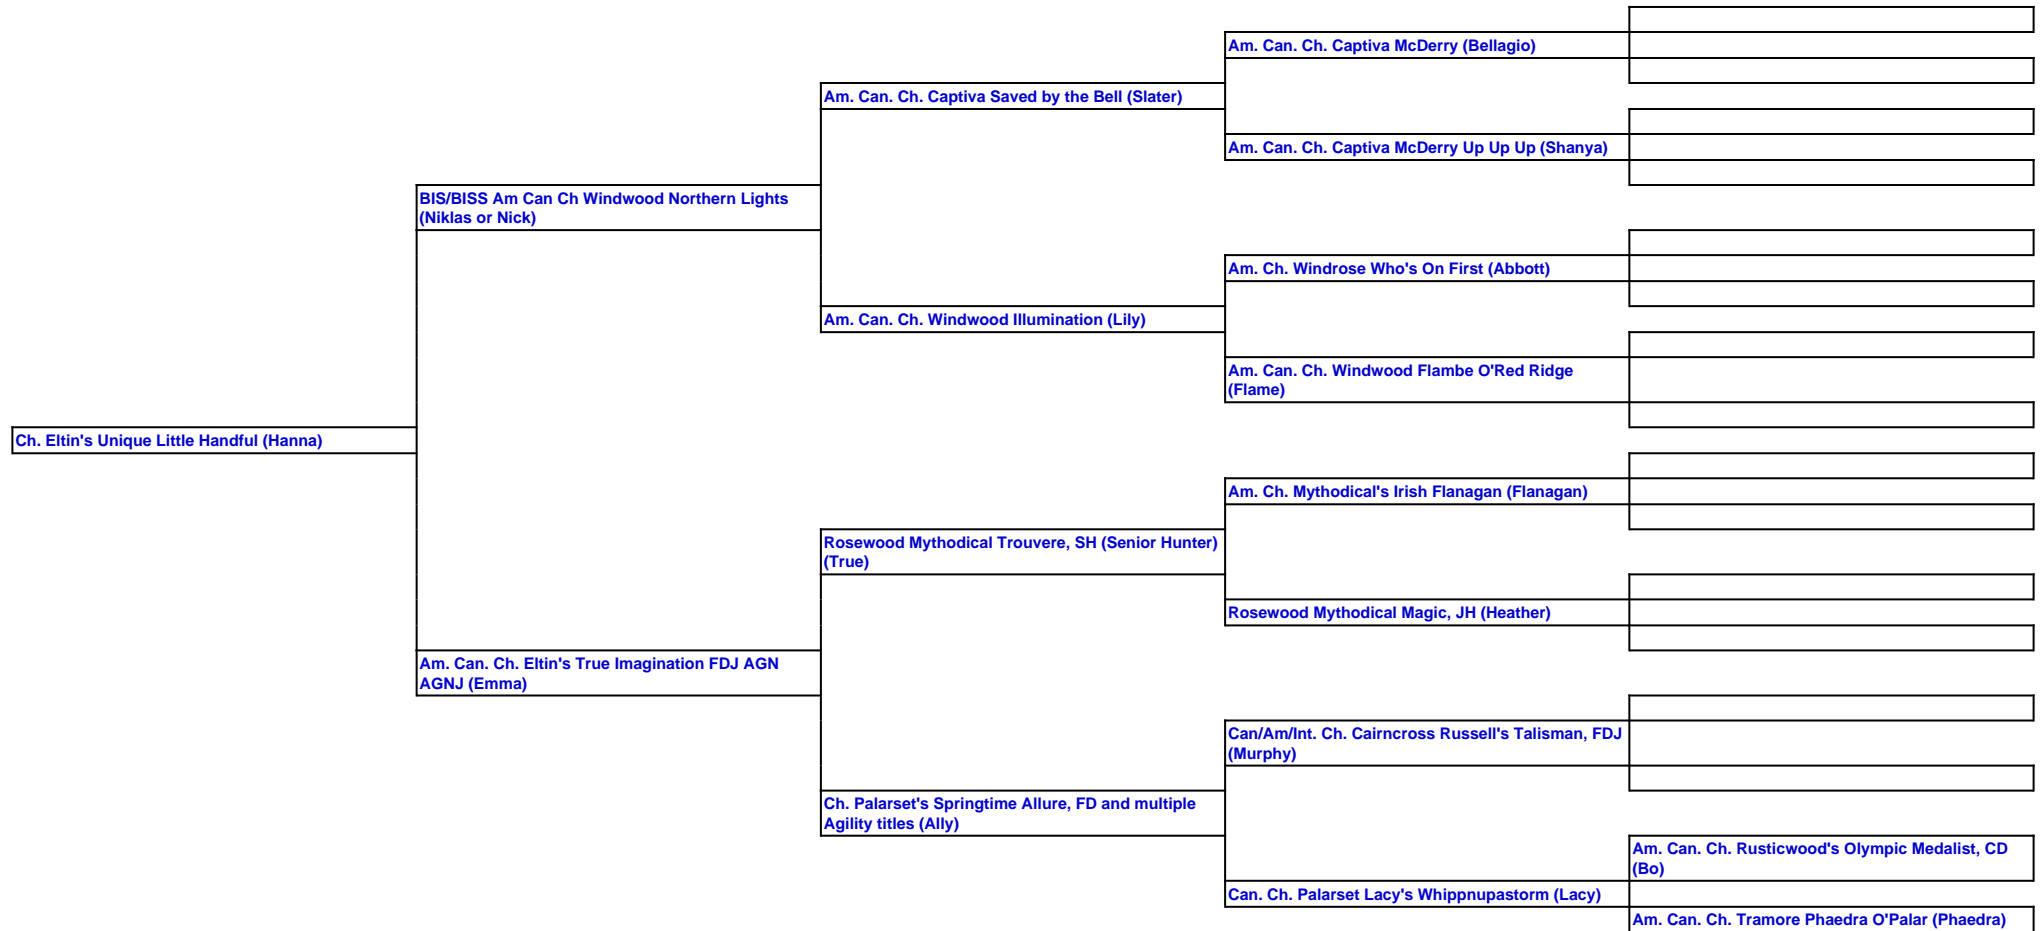 Am. Can. Ch. Captiva McDerry (Bellagio)
Am. Can. Ch. Captiva Saved by the Bell (Slater)
Am. Can. Ch. Captiva McDerry Up Up Up (Shanya)
BIS/BISS Am Can Ch Windwood Northern Lights
(Niklas or Nick)
Am. Ch. Windrose Who's On First (Abbott)
Am. Can. Ch. Windwood Illumination (Lily)
Am. Can. Ch. Windwood Flambe O'Red Ridge
(Flame)
Ch. Eltin's Unique Little Handful (Hanna)
Am. Ch. Mythodical's Irish Flanagan (Flanagan)
Rosewood Mythodical Trouvere, SH (Senior Hunter)
(True)
Rosewood Mythodical Magic, JH (Heather)
Am. Can. Ch. Eltin's True Imagination FDJ AGN
AGNJ (Emma)
Can/Am/Int. Ch. Cairncross Russell's Talisman, FDJ
(Murphy)
Ch. Palarset's Springtime Allure, FD and multiple
Agility titles (Ally)
Am. Can. Ch. Rusticwood's Olympic Medalist, CD
(Bo)
Can. Ch. Palarset Lacy's Whippnupastorm (Lacy)
Am. Can. Ch. Tramore Phaedra O'Palar (Phaedra)